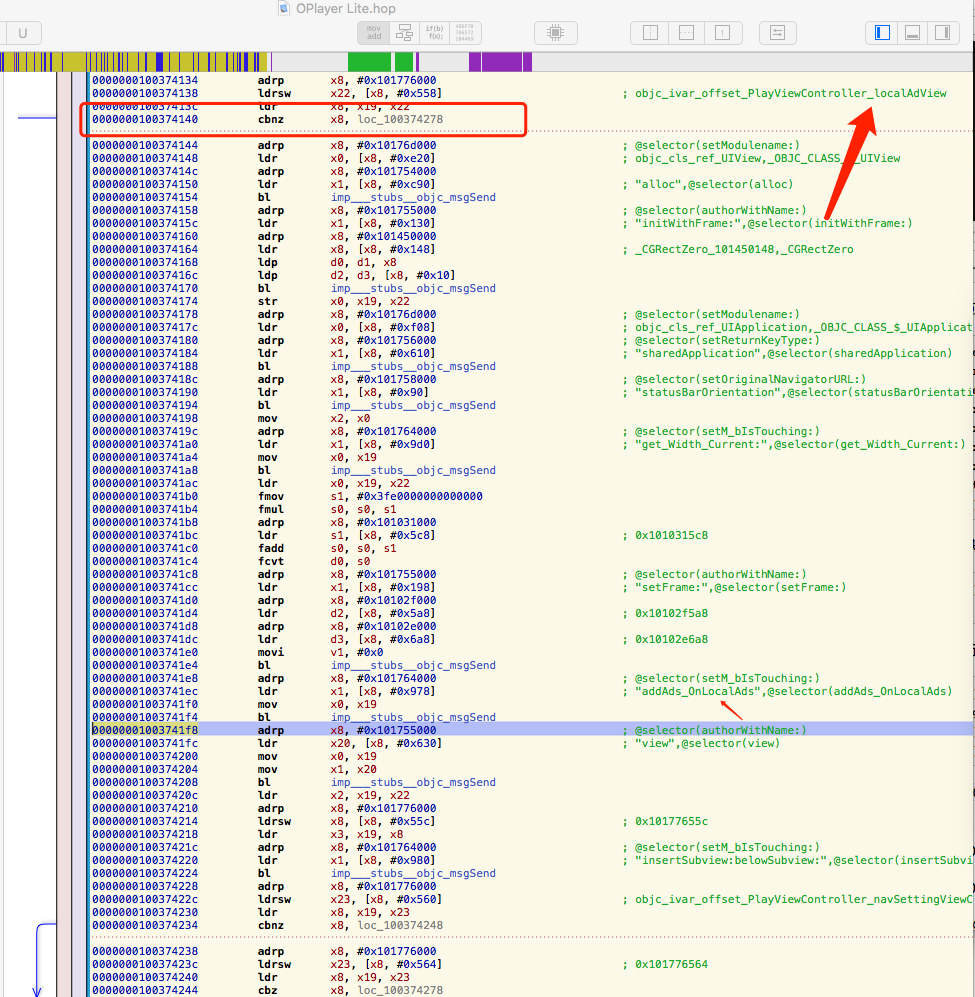 OPlayer Lite.hop
U
mov
add
if(b)
f(x);
0000000100374134 adrp x8, #0x101776000
0000000100374138 ldrsw x22, [x8, #0x558] ; objc_ivar_offset_PlayViewController_localAdView
000000010037413c ldr x8, x19, x22
0000000100374140 cbnz x8, loc_100374278
0000000100374144 adrp x8, #0x10176d000 ; @selector(setModulename:)
0000000100374148 ldr x0, [x8, #0xe20] ; objc_cls_ref_UIView,_OBJC_CLASS_$_UIView
000000010037414c adrp x8, #0x101754000
0000000100374150 ldr x1, [x8, #0xc90] ; "alloc",@selector(alloc)
0000000100374154 bl imp___stubs__objc_msgSend
0000000100374158 adrp x8, #0x101755000 ; @selector(authorWithName:)
000000010037415c ldr x1, [x8, #0x130] ; "initWithFrame:",@selector(initWithFrame:)
0000000100374160 adrp x8, #0x101450000
0000000100374164 ldr x8, [x8, #0x148] ; _CGRectZero_101450148,_CGRectZero
0000000100374168 ldp d0, d1, x8
000000010037416c ldp d2, d3, [x8, #0x10]
0000000100374170 bl imp___stubs__objc_msgSend
0000000100374174 str x0, x19, x22
0000000100374178 adrp x8, #0x10176d000 ; @selector(setModulename:)
000000010037417c ldr x0, [x8, #0xf08] ; objc_cls_ref_UIApplication,_OBJC_CLASS_$_UIApplicat
0000000100374180 adrp x8, #0x101756000 ; @selector(setReturnKeyType:)
0000000100374184 ldr x1, [x8, #0x610] ; "sharedApplication",@selector(sharedApplication)
0000000100374188 bl imp___stubs__objc_msgSend
000000010037418c adrp x8, #0x101758000 ; @selector(setOriginalNavigatorURL:)
0000000100374190 ldr x1, [x8, #0x90] ; "statusBarOrientation",@selector(statusBarOrientati
0000000100374194 bl imp___stubs__objc_msgSend
0000000100374198 mov x2, x0
000000010037419c adrp x8, #0x101764000 ; @selector(setM_bIsTouching:)
00000001003741a0 ldr x1, [x8, #0x9d0] ; "get_Width_Current:",@selector(get_Width_Current:)
00000001003741a4 mov x0, x19
00000001003741a8 bl imp___stubs__objc_msgSend
00000001003741ac ldr x0, x19, x22
00000001003741b0 fmov s1, #0x3fe0000000000000
00000001003741b4 fmul s0, s0, s1
00000001003741b8 adrp x8, #0x101031000
00000001003741bc ldr s1, [x8, #0x5c8] ; 0x1010315c8
00000001003741c0 fadd s0, s0, s1
00000001003741c4 fcvt d0, s0
00000001003741c8 adrp x8, #0x101755000 ; @selector(authorWithName:)
00000001003741cc ldr x1, [x8, #0x198] ; "setFrame:",@selector(setFrame:)
00000001003741d0 adrp x8, #0x10102f000
00000001003741d4 ldr d2, [x8, #0x5a8] ; 0x10102f5a8
00000001003741d8 adrp x8, #0x10102e000
00000001003741dc ldr d3, [x8, #0x6a8] ; 0x10102e6a8
00000001003741e0 movi v1, #0x0
00000001003741e4 bl imp___stubs__objc_msgSend
00000001003741e8 adrp x8, #0x101764000 ; @selector(setM_bIsTouching:)
00000001003741ec ldr x1, [x8, #0x978] ; "addAds_OnLocalAds",@selector(addAds_OnLocalAds)
00000001003741f0 mov x0, x19
00000001003741f4 bl imp___stubs__objc_msgSend
00000001003741f8 adrp x8, #0x101755000 ; @selector(authorWithName:)
00000001003741fc ldr x20, [x8, #0x630] ; "view",@selector(view)
0000000100374200 mov x0, x19
0000000100374204 mov x1, x20
0000000100374208 bl imp___stubs__objc_msgSend
000000010037420c ldr x2, x19, x22
0000000100374210 adrp x8, #0x101776000
0000000100374214 ldrsw x8, [x8, #0x55c] ; 0x10177655c
0000000100374218 ldr x3, x19, x8
000000010037421c adrp x8, #0x101764000 ; @selector(setM_bIsTouching:)
0000000100374220 ldr x1, [x8, #0x980] ; "insertSubview:belowSubview:",@selector(insertSubvi
0000000100374224 bl imp___stubs__objc_msgSend
0000000100374228 adrp x8, #0x101776000
000000010037422c ldrsw x23, [x8, #0x560] ; objc_ivar_offset_PlayViewController_navSettingViewC
0000000100374230 ldr x8, x19, x23
0000000100374234 cbnz x8, loc_100374248
0000000100374238 adrp x8, #0x101776000
000000010037423c ldrsw x23, [x8, #0x564] ; 0x101776564
0000000100374240 ldr x8, x19, x23
0000000100374244 cbz x8, loc_100374278